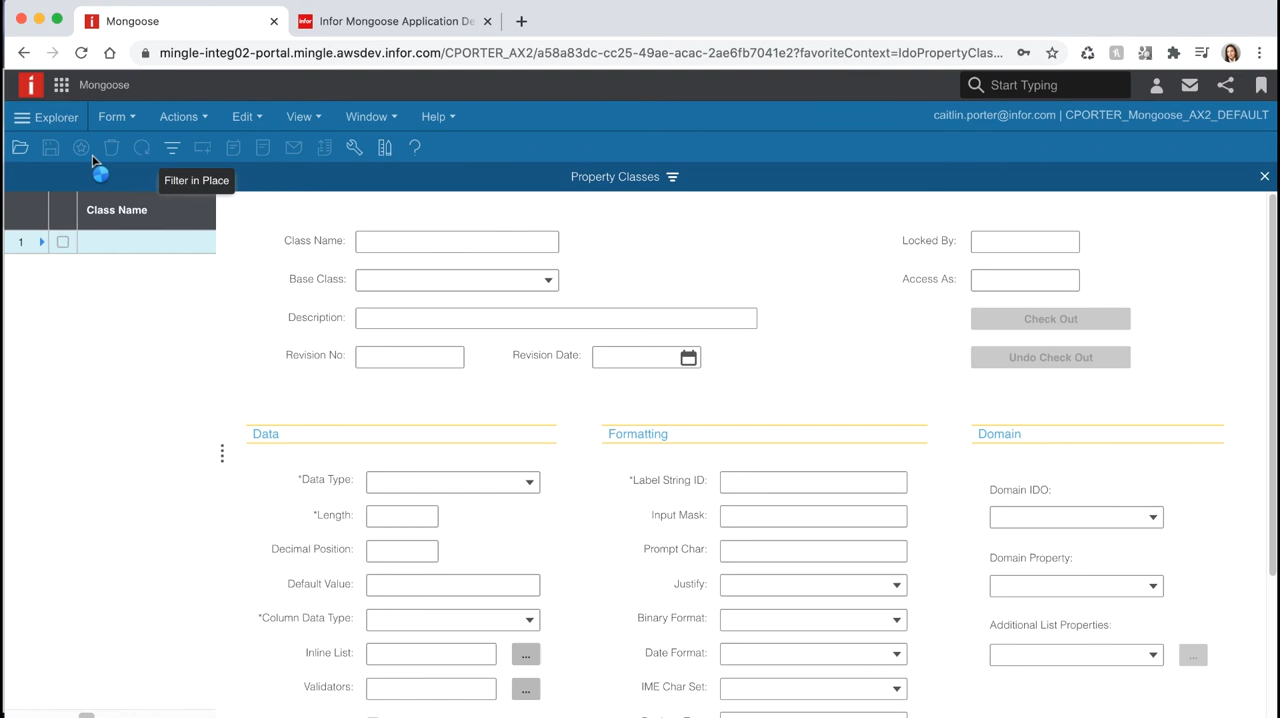 Mongoose
infor Infor Mongoose Application De
mingle-integ02-portal.mingle.awsdev.infor.com/CPORTER_AX2/a58a83dc-cc25-49ae-acac-2ae6fb7041e2?favoriteContext=IdoPropertyClas...
Mongoose
Start Typing
Explorer Form Actions Edit View Window Help
caitlin.porter@infor.com | CPORTER_Mongoose_AX2_DEFAULT
Filter in Place
Property Classes
Class Name
1
Class Name:
Locked By:
Base Class:
Access As:
Description:
Check Out
Revision No:
Revision Date:
Undo Check Out
Data
Formatting
Domain
*Data Type:
*Label String ID:
Domain IDO:
*Length:
Input Mask:
Decimal Position:
Prompt Char:
Domain Property:
Default Value:
Justify:
*Column Data Type:
Binary Format:
Additional List Properties:
Inline List:
...
Date Format:
...
Validators:
...
IME Char Set: